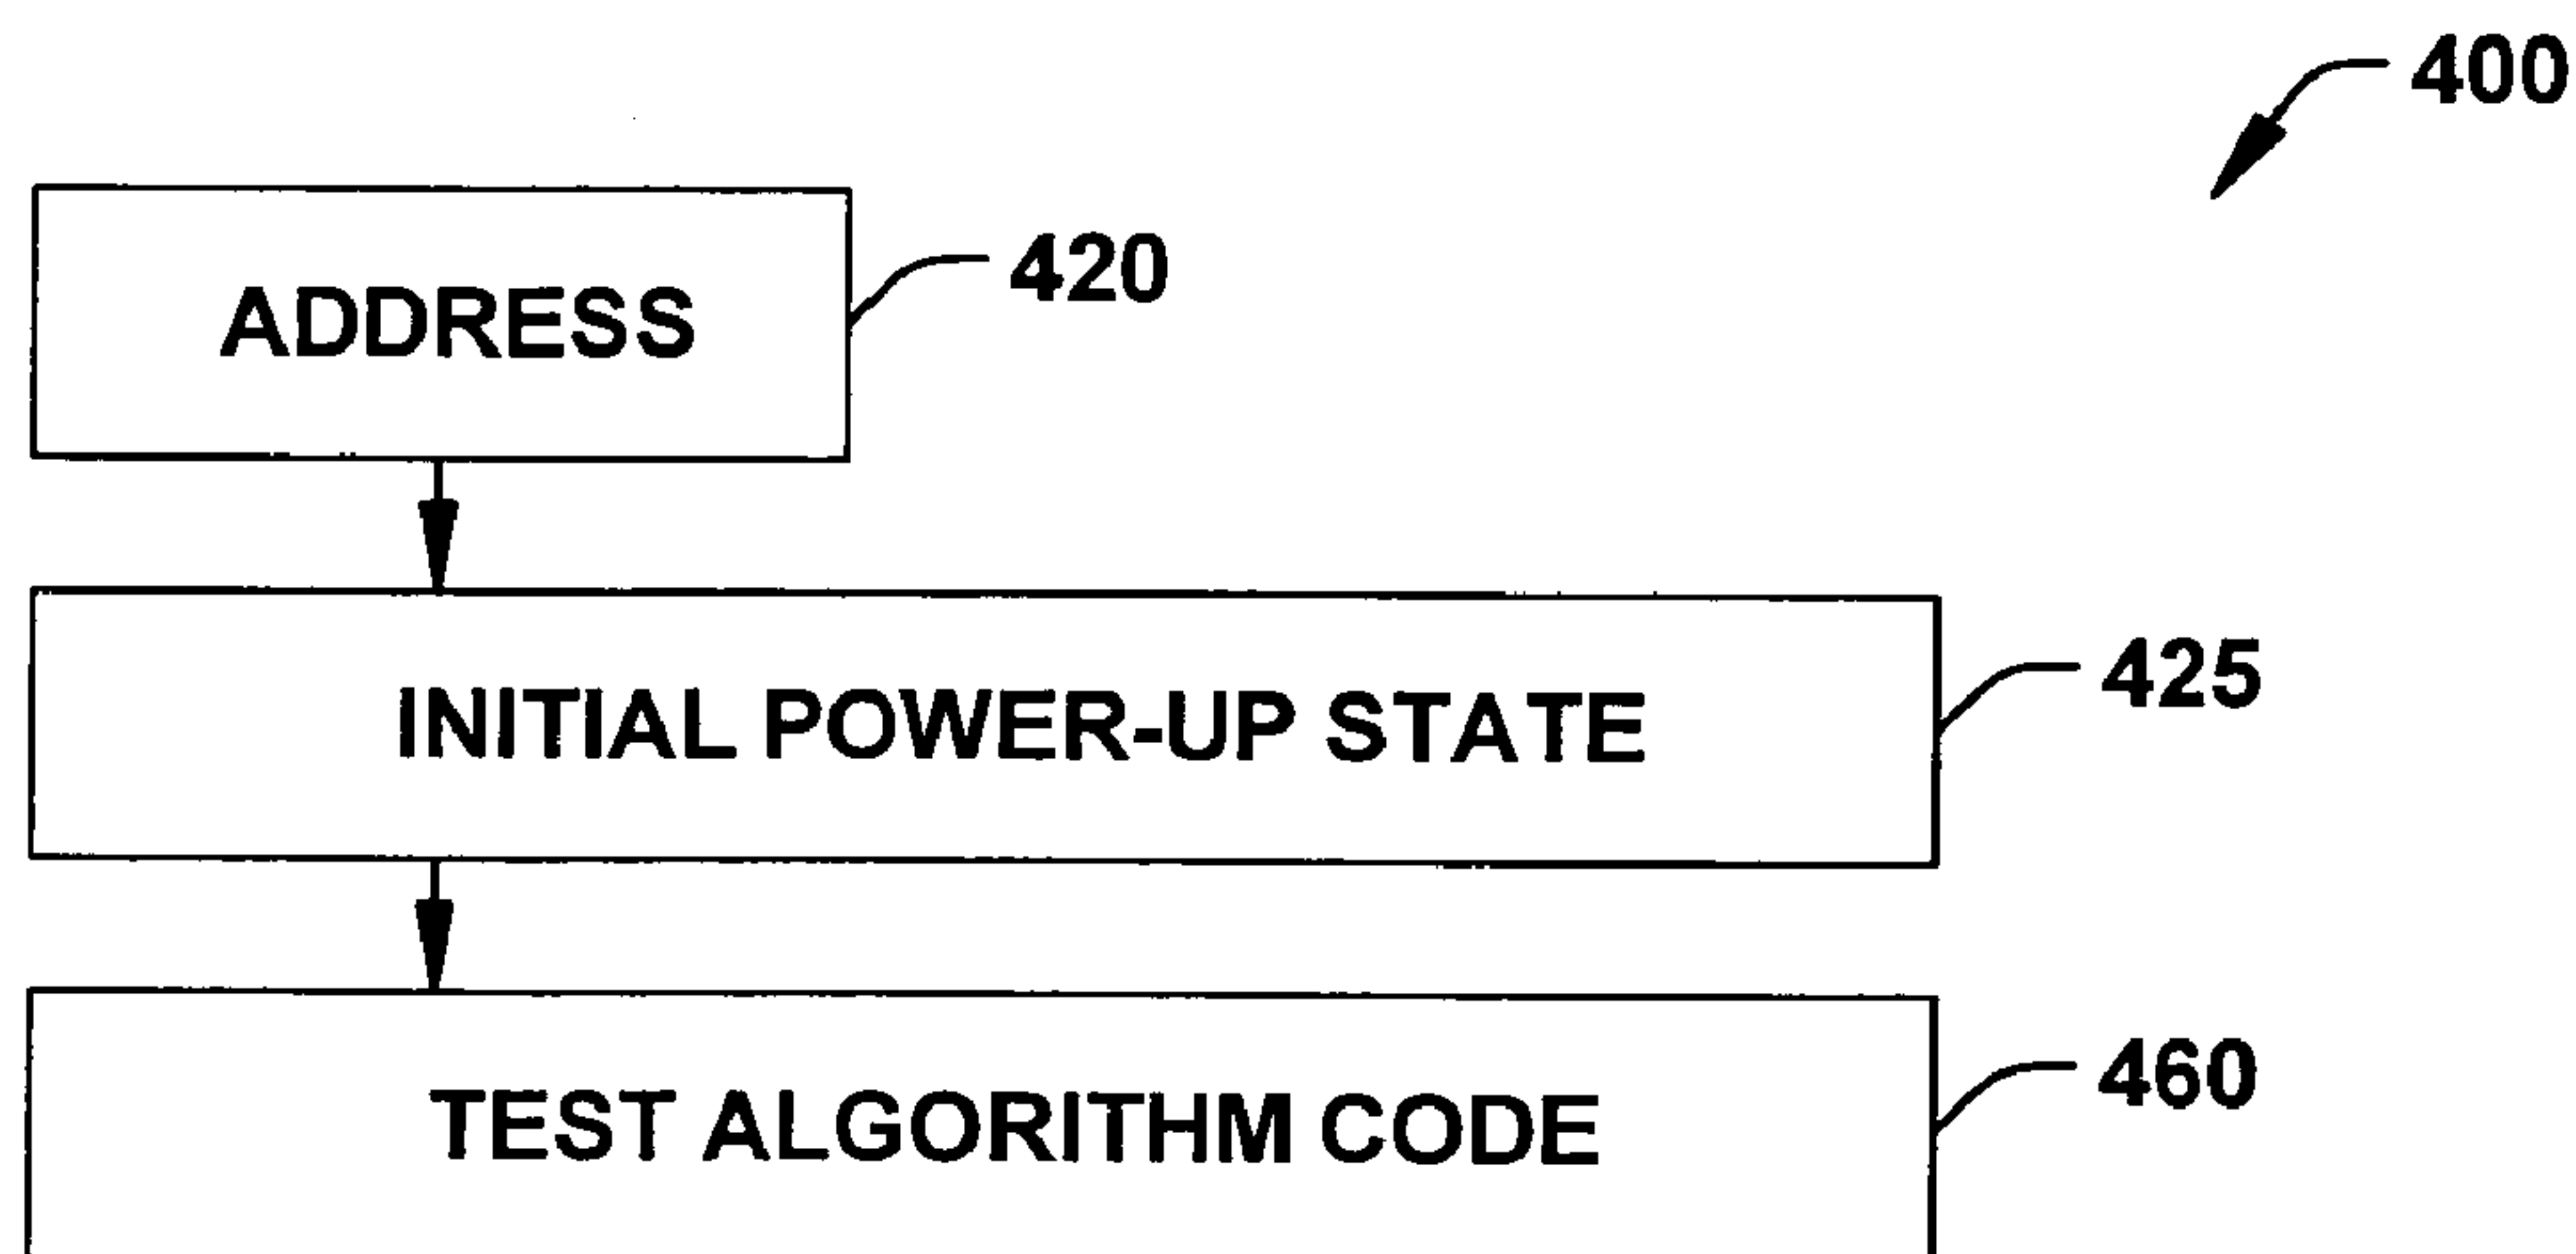 400
ADDRESS
420
INITIAL POWER-UP STATE
425
TEST ALGORITHM CODE
460